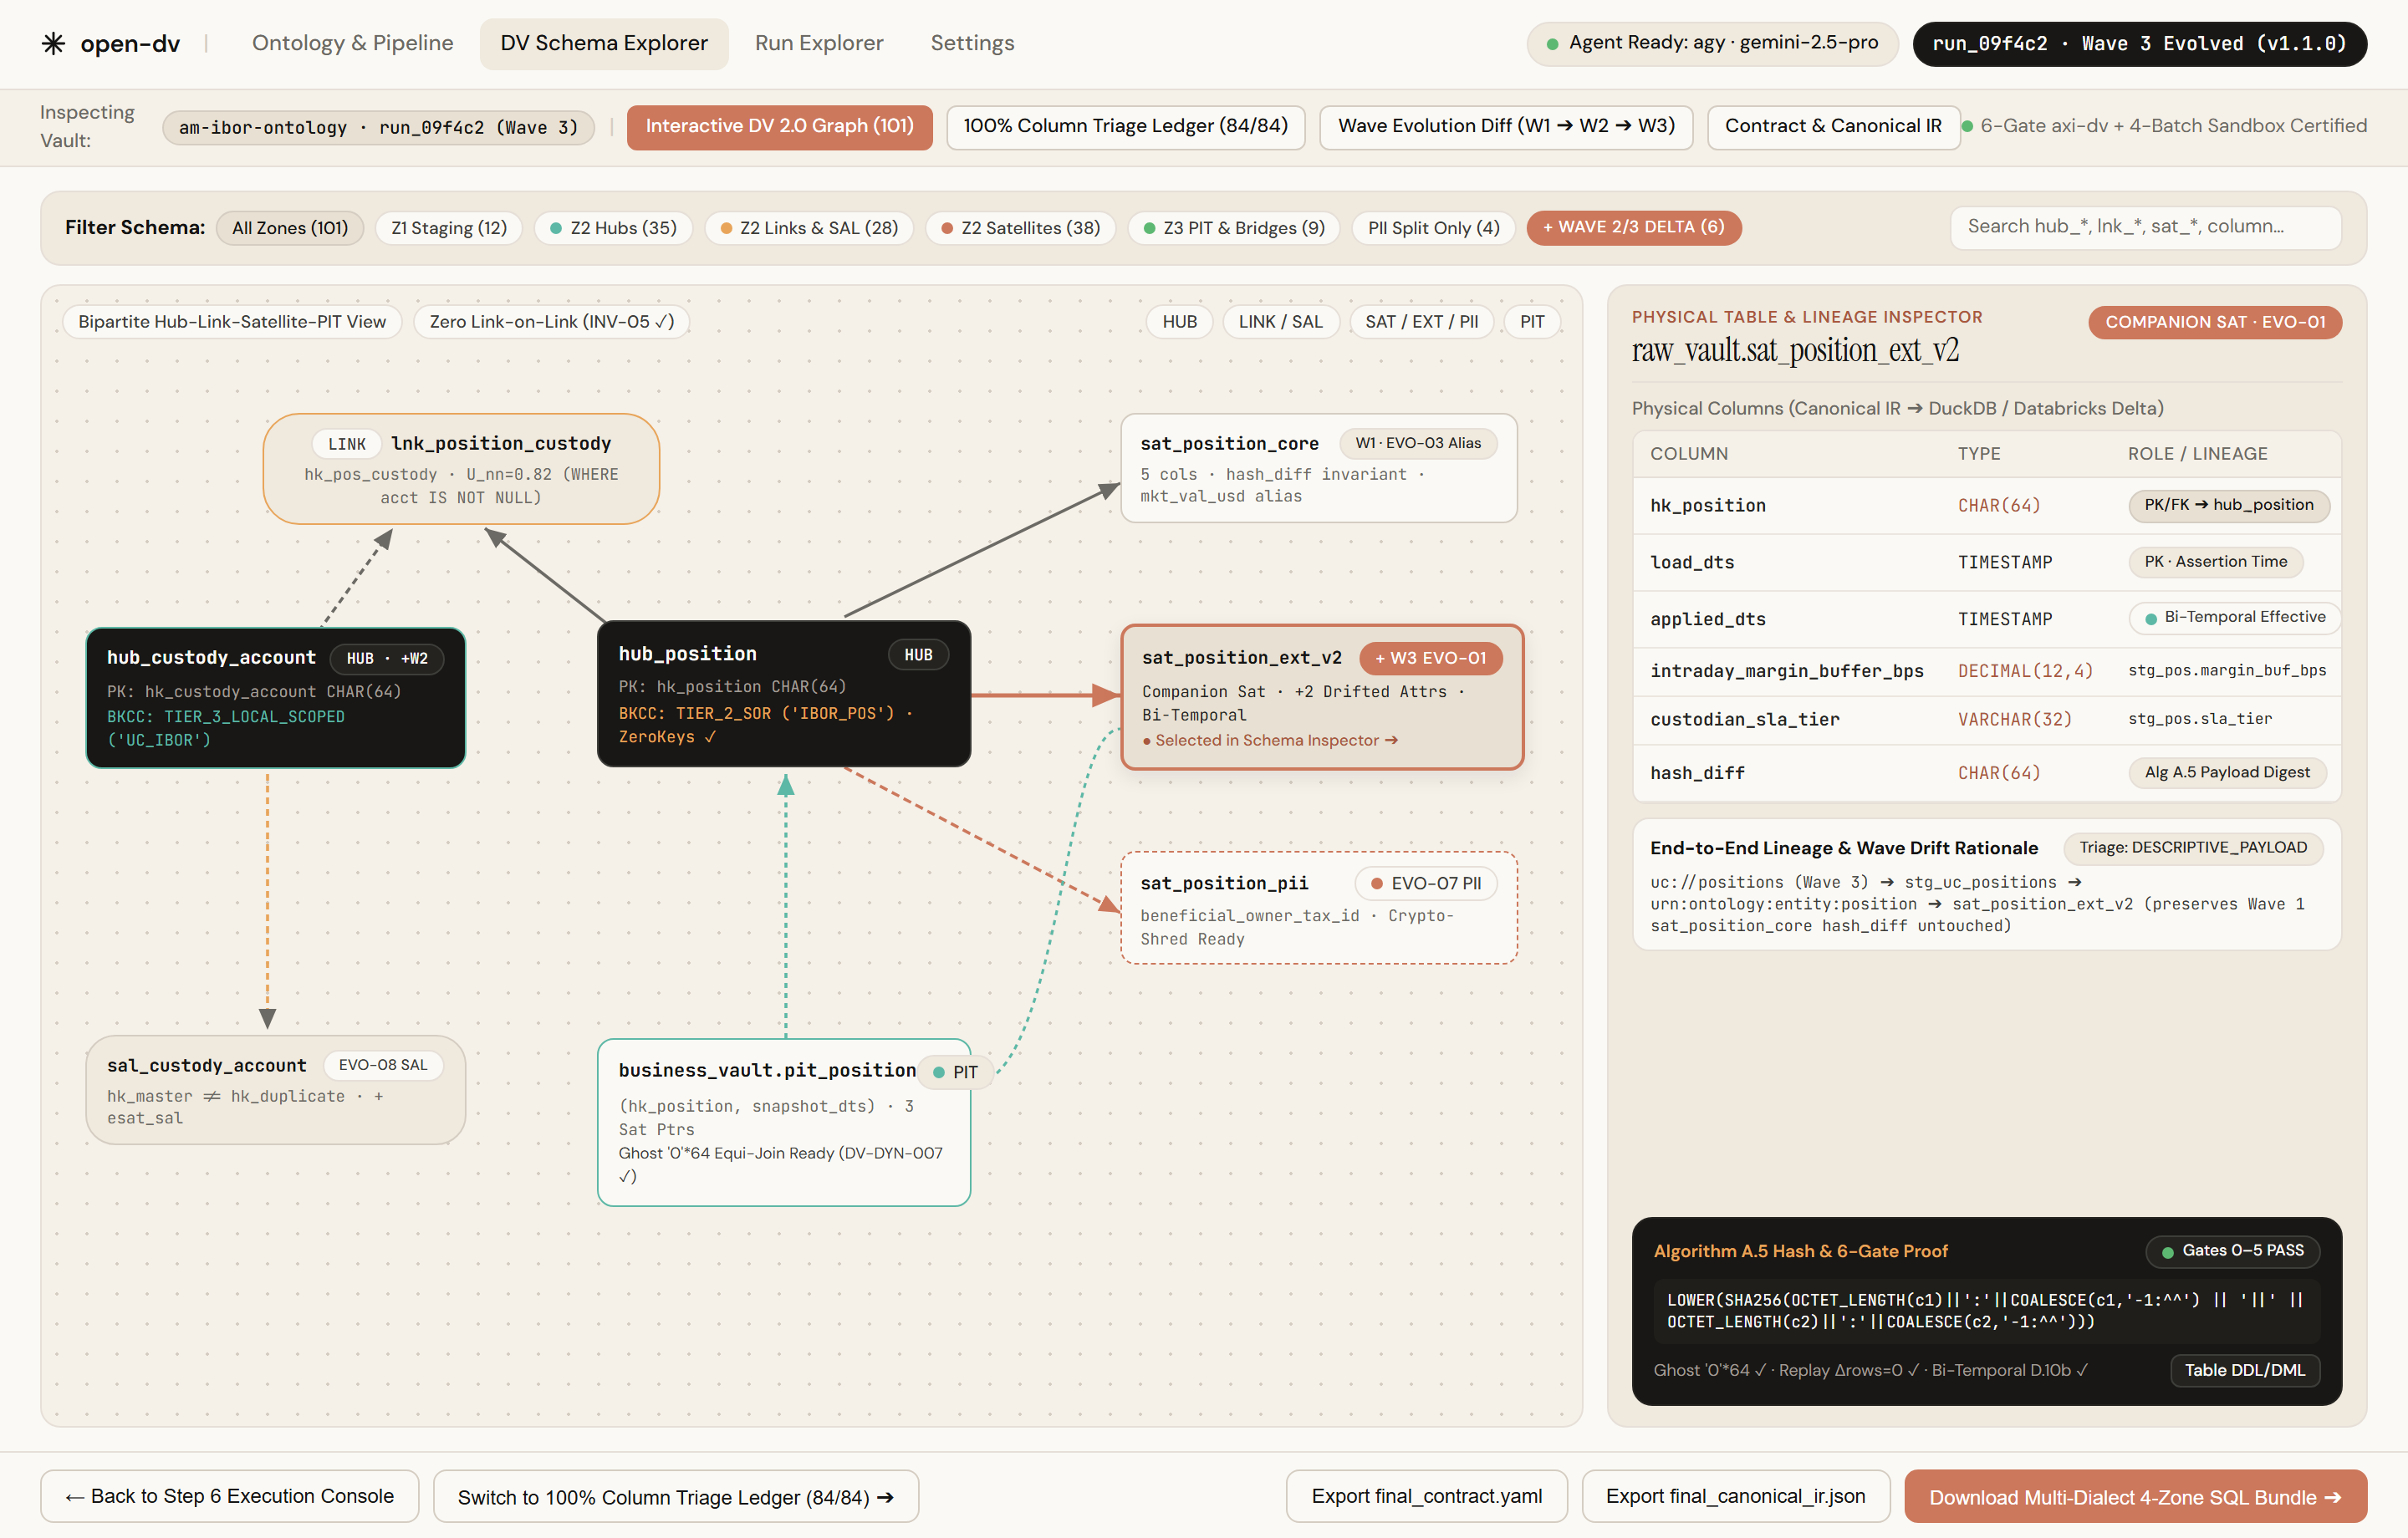 open-dv
Ontology & Pipeline
DV Schema Explorer
Run Explorer
Settings
Agent Ready: agy · gemini-2.5-pro
run_09f4c2 · Wave 3 Evolved (v1.1.0)
Inspecting
Vault:
am-ibor-ontology · run_09f4c2 (Wave 3)
Interactive DV 2.0 Graph (101)
100% Column Triage Ledger (84/84)
Wave Evolution Diff (W1 → W2 → W3)
Contract & Canonical IR
6-Gate axi-dv + 4-Batch Sandbox Certified
Filter Schema:
All Zones (101)
Z1 Staging (12)
Z2 Hubs (35)
Z2 Links & SAL (28)
Z2 Satellites (38)
Z3 PIT & Bridges (9)
PII Split Only (4)
+ WAVE 2/3 DELTA (6)
Search hub_*, lnk_*, sat_*, column...
Bipartite Hub-Link-Satellite-PIT View
Zero Link-on-Link (INV-05 ✓)
HUB
LINK / SAL
SAT / EXT / PII
PIT
LINK lnk_position_custody
hk_pos_custody · U_nn=0.82 (WHERE
acct IS NOT NULL)
sat_position_core
W1 · EVO-03 Alias
5 cols · hash_diff invariant ·
mkt_val_usd alias
hub_custody_account
HUB · +W2
PK: hk_custody_account CHAR(64)
BKCC: TIER_3_LOCAL_SCOPED
('UC_IBOR')
hub_position
HUB
PK: hk_position CHAR(64)
BKCC: TIER_2_SOR ('IBOR_POS') ·
ZeroKeys ✓
sat_position_ext_v2
+ W3 EVO-01
Companion Sat · +2 Drifted Attrs ·
Bi-Temporal
● Selected in Schema Inspector →
sat_position_pii
EVO-07 PII
beneficial_owner_tax_id · Crypto-
Shred Ready
sal_custody_account
EVO-08 SAL
hk_master ≠ hk_duplicate · +
esat_sal
business_vault.pit_position
PIT
(hk_position, snapshot_dts) · 3
Sat Ptrs
Ghost '0'*64 Equi-Join Ready (DV-DYN-007
✓)
PHYSICAL TABLE & LINEAGE INSPECTOR
COMPANION SAT · EVO-01
raw_vault.sat_position_ext_v2
Physical Columns (Canonical IR → DuckDB / Databricks Delta)
COLUMN TYPE ROLE / LINEAGE
hk_position CHAR(64) PK/FK → hub_position
load_dts TIMESTAMP PK · Assertion Time
applied_dts TIMESTAMP Bi-Temporal Effective
intraday_margin_buffer_bps DECIMAL(12,4) stg_pos.margin_buf_bps
custodian_sla_tier VARCHAR(32) stg_pos.sla_tier
hash_diff CHAR(64) Alg A.5 Payload Digest
End-to-End Lineage & Wave Drift Rationale
Triage: DESCRIPTIVE_PAYLOAD
uc://positions (Wave 3) → stg_uc_positions →
urn:ontology:entity:position → sat_position_ext_v2 (preserves Wave 1
sat_position_core hash_diff untouched)
Algorithm A.5 Hash & 6-Gate Proof
Gates 0–5 PASS
LOWER(SHA256(OCTET_LENGTH(c1)||':'||COALESCE(c1,'-1:^^') || '||' ||
OCTET_LENGTH(c2)||':'||COALESCE(c2,'-1:^^')))
Ghost '0'*64 ✓ · Replay Δrows=0 ✓ · Bi-Temporal D.10b ✓
Table DDL/DML
← Back to Step 6 Execution Console
Switch to 100% Column Triage Ledger (84/84) →
Export final_contract.yaml
Export final_canonical_ir.json
Download Multi-Dialect 4-Zone SQL Bundle →